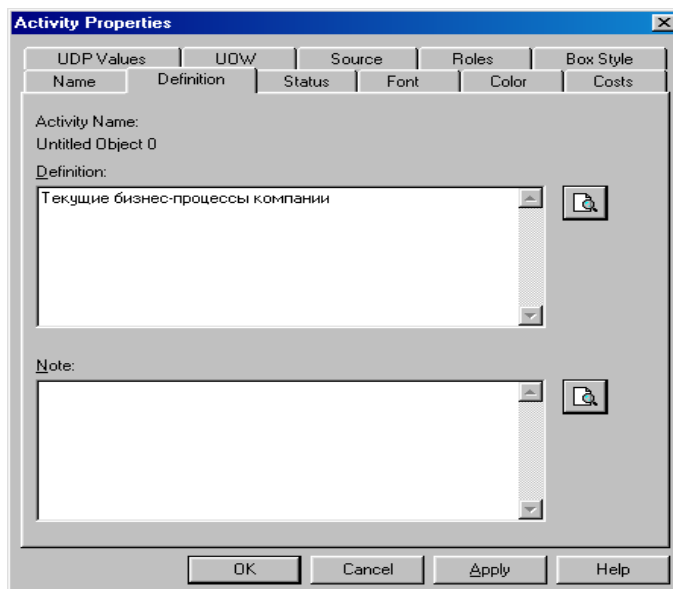 Activity Properties
UDP Values UOW Source Roles Box Style
Name Definition Status Font Color Costs
Activity Name:
Untitled Object 0
Definition:
Текущие бизнес-процессы компании
Note:
OK Cancel Apply Help